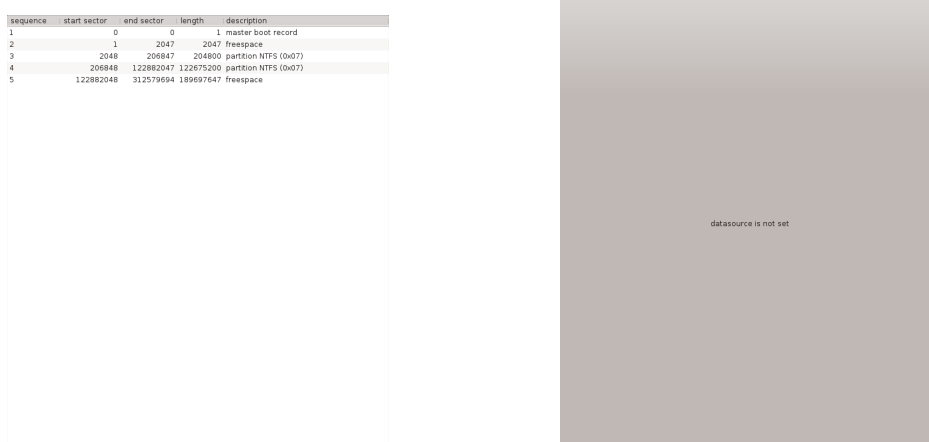 sequence start sector end sector length description
1 0 0 1 master boot record
2 1 2047 2047 freespace
3 2048 206847 204800 partition NTFS (0x07)
4 206848 122882047 122675200 partition NTFS (0x07)
5 122882048 312579694 189697647 freespace
datasource is not set